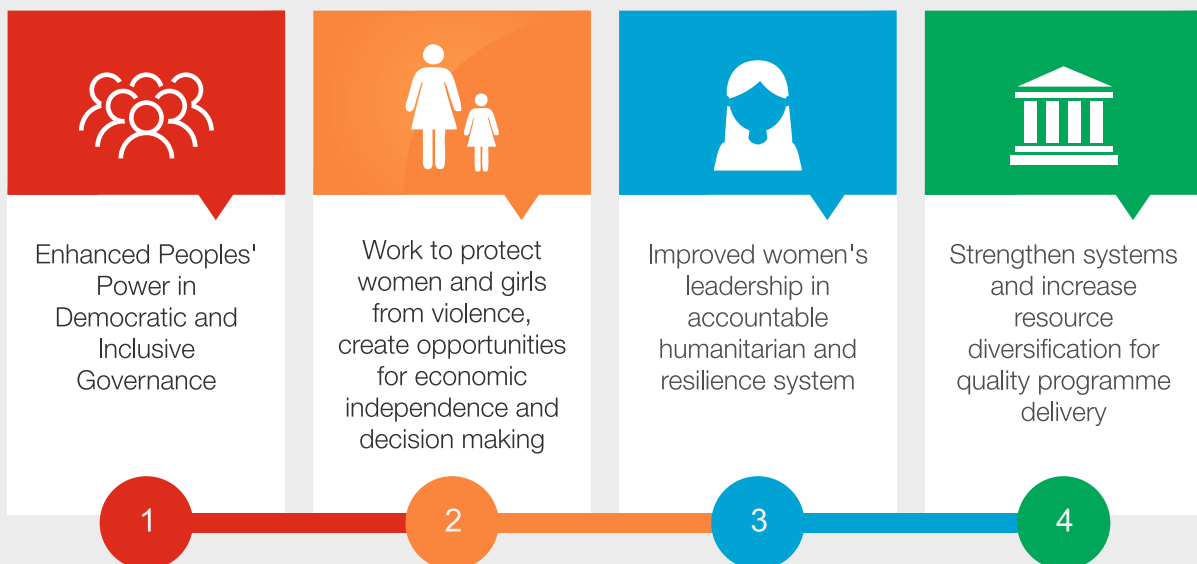 Enhanced Peoples'
Power in
Democratic and
Inclusive
Governance
Work to protect
women and girls
from violence,
create opportunities
for economic
independence and
decision making
Improved women's
leadership in
accountable
humanitarian and
resilience system
Strengthen systems
and increase
resource
diversification for
quality programme
delivery
1
2
3
4